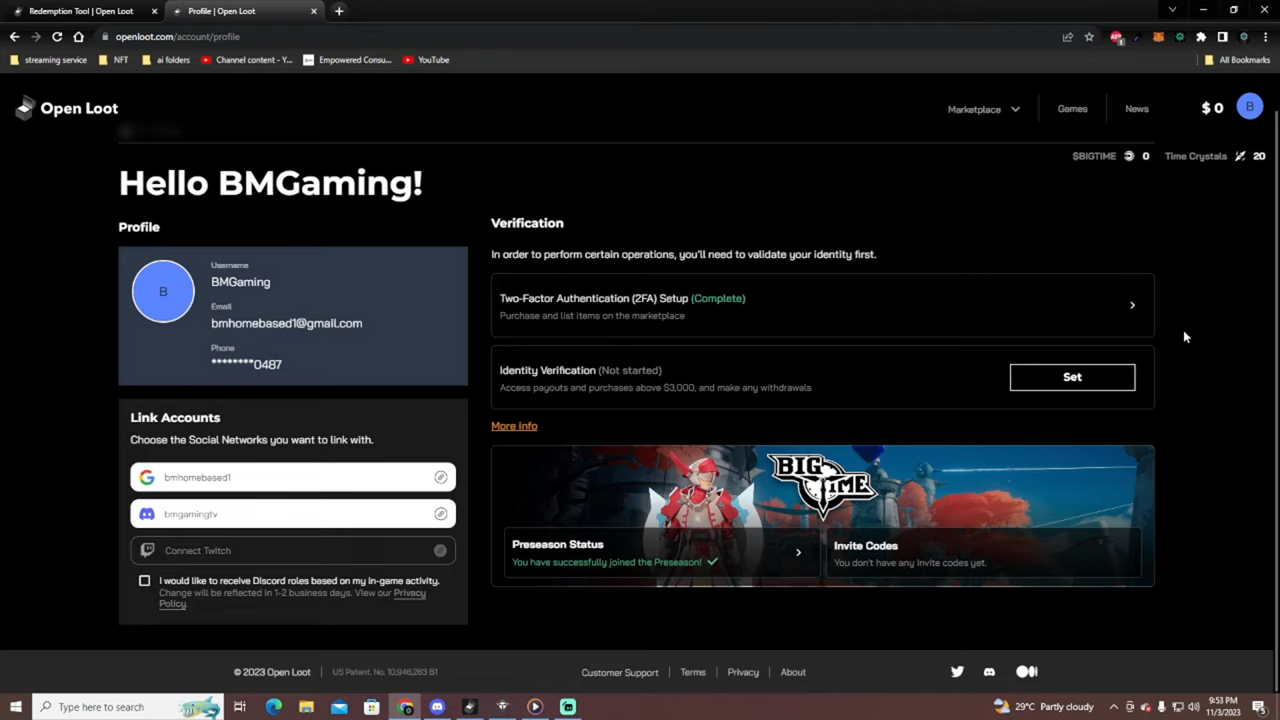 Redemption Tool | Open Loot
Profile | Open Loot
openloot.com/account/profile
1
streaming service
NFT
ai folders
Channel content - Y...
Empowered Consu...
YouTube
All Bookmarks
Open Loot
Marketplace
Games
News
$ 0
B
$BIGTIME 0
Time Crystals 20
Hello BMGaming!
Profile
B
Username
BMGaming
Email
bmhomebased1@gmail.com
Phone
********0487
Link Accounts
Choose the Social Networks you want to link with.
bmhomebased1
bmgamingtv
Connect Twitch
I would like to receive Discord roles based on my in-game activity.
Change will be reflected in 1-2 business days. View our Privacy
Policy.
Verification
In order to perform certain operations, you'll need to validate your identity first.
Two-Factor Authentication (2FA) Setup (Complete)
Purchase and list items on the marketplace
Identity Verification (Not started)
Access payouts and purchases above $3,000, and make any withdrawals
Set
More info
BIG
TIME
Preseason Status
You have successfully joined the Preseason!
Invite Codes
You don't have any invite codes yet.
© 2023 Open Loot
US Patent. No. 10,946,283 B1
Customer Support
Terms
Privacy
About
Type here to search
29°C Partly cloudy
9:53 PM
11/3/2023
5